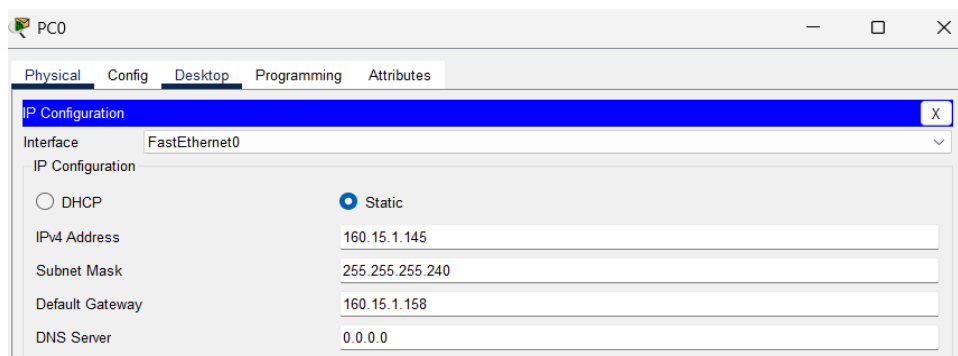 PC0
Physical Config Desktop Programming Attributes
IP Configuration X
Interface FastEthernet0
IP Configuration
DHCP Static
IPv4 Address 160.15.1.145
Subnet Mask 255.255.255.240
Default Gateway 160.15.1.158
DNS Server 0.0.0.0